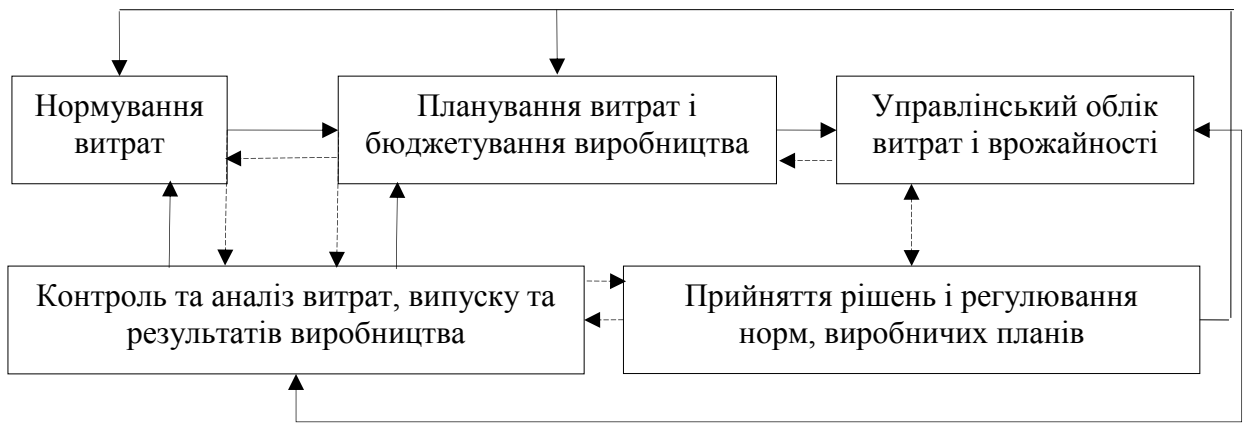 Нормування
витрат
Планування витрат і
бюджетування виробництва
Управлінський облік
витрат і врожайності
Контроль та аналіз витрат, випуску та
результатів виробництва
Прийняття рішень і регулювання
норм, виробничих планів